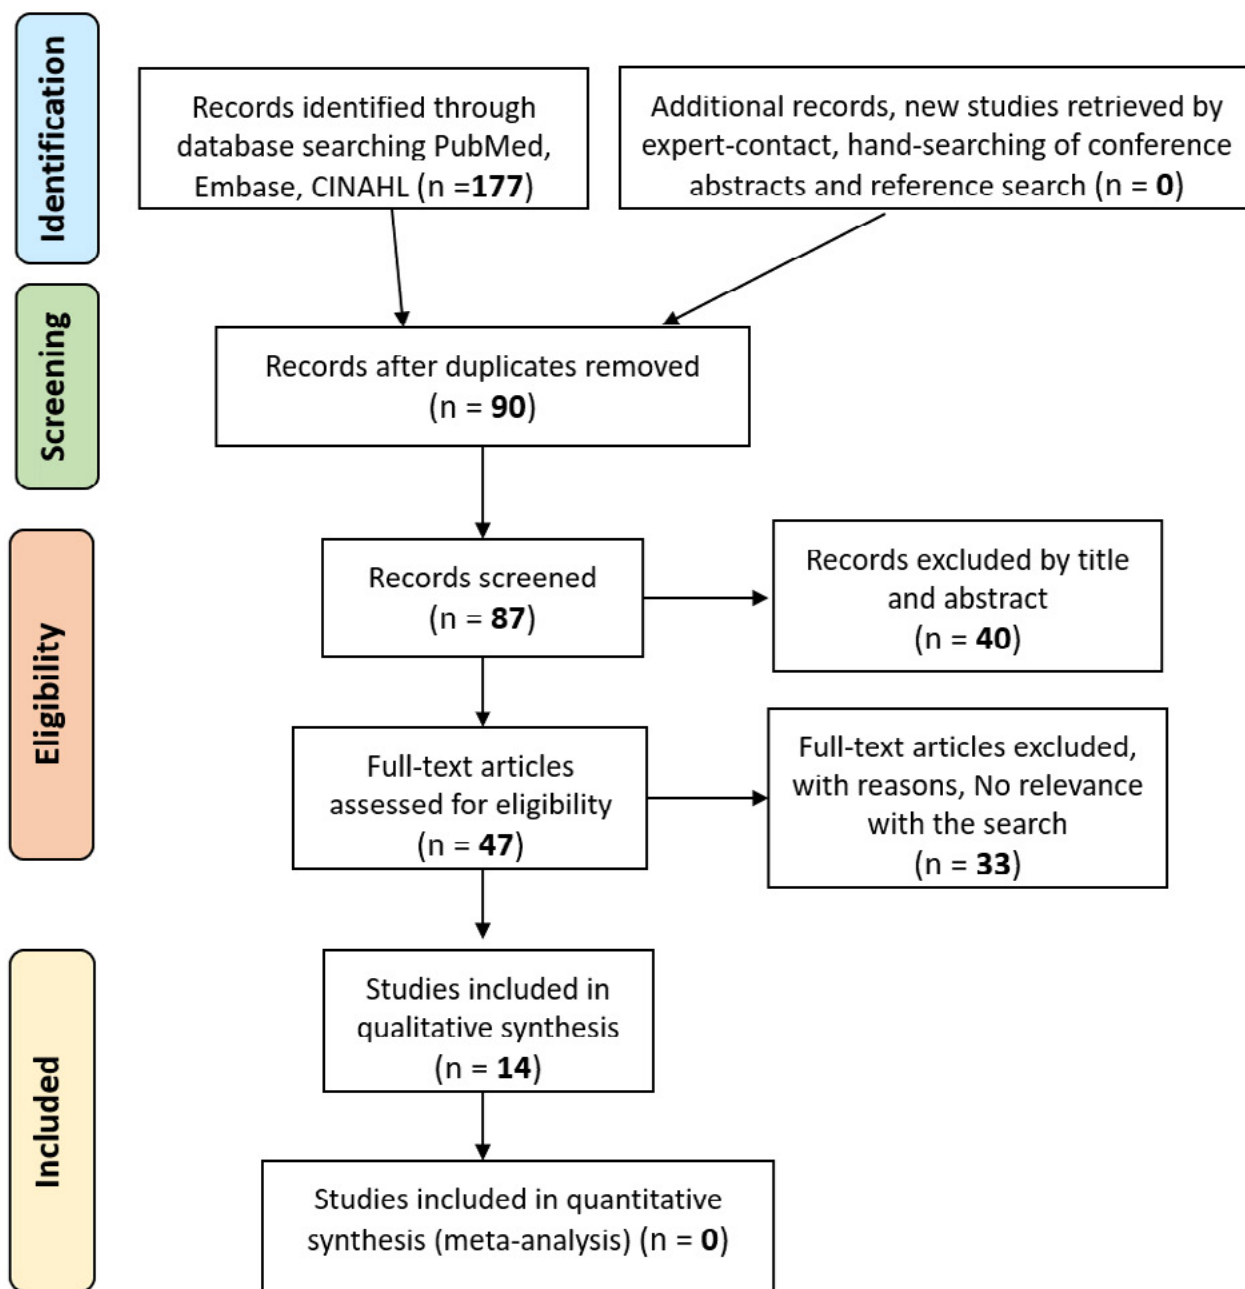 Identification
Records identified through
database searching PubMed,
Embase, CINAHL (n =177)
Additional records, new studies retrieved by
expert-contact, hand-searching of conference
abstracts and reference search (n = 0)
Screening
Records after duplicates removed
(n = 90)
Eligibility
Records screened
(n = 87)
Records excluded by title
and abstract
(n = 40)
Full-text articles
assessed for eligibility
(n = 47)
Full-text articles excluded,
with reasons, No relevance
with the search
(n = 33)
Included
Studies included in
qualitative synthesis
(n = 14)
Studies included in quantitative
synthesis (meta-analysis) (n = 0)